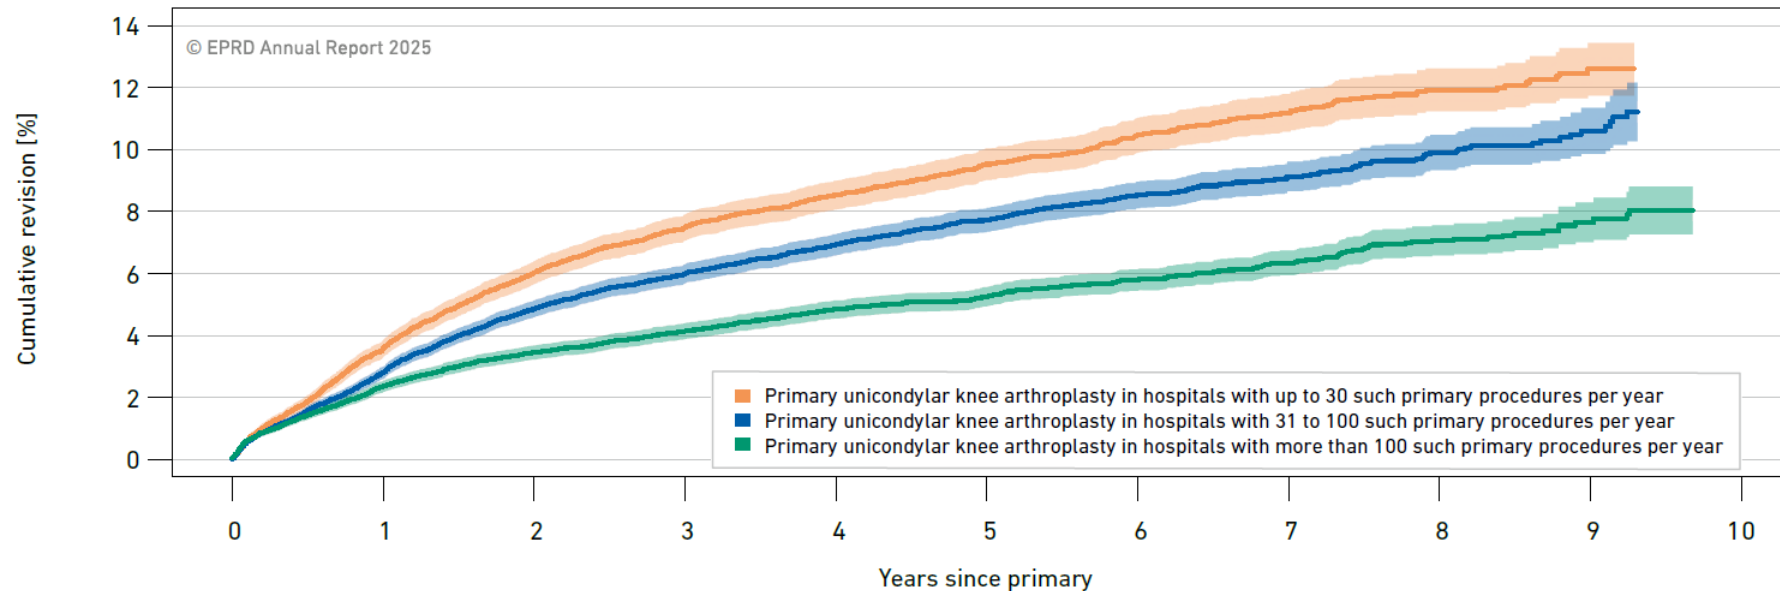 14
© EPRD Annual Report 2025
12
10
8
6
4
2
0
Cumulative revision [%]
Primary unicondylar knee arthroplasty in hospitals with up to 30 such primary procedures per year
Primary unicondylar knee arthroplasty in hospitals with 31 to 100 such primary procedures per year
Primary unicondylar knee arthroplasty in hospitals with more than 100 such primary procedures per year
0 1 2 3 4 5 6 7 8 9 10
Years since primary